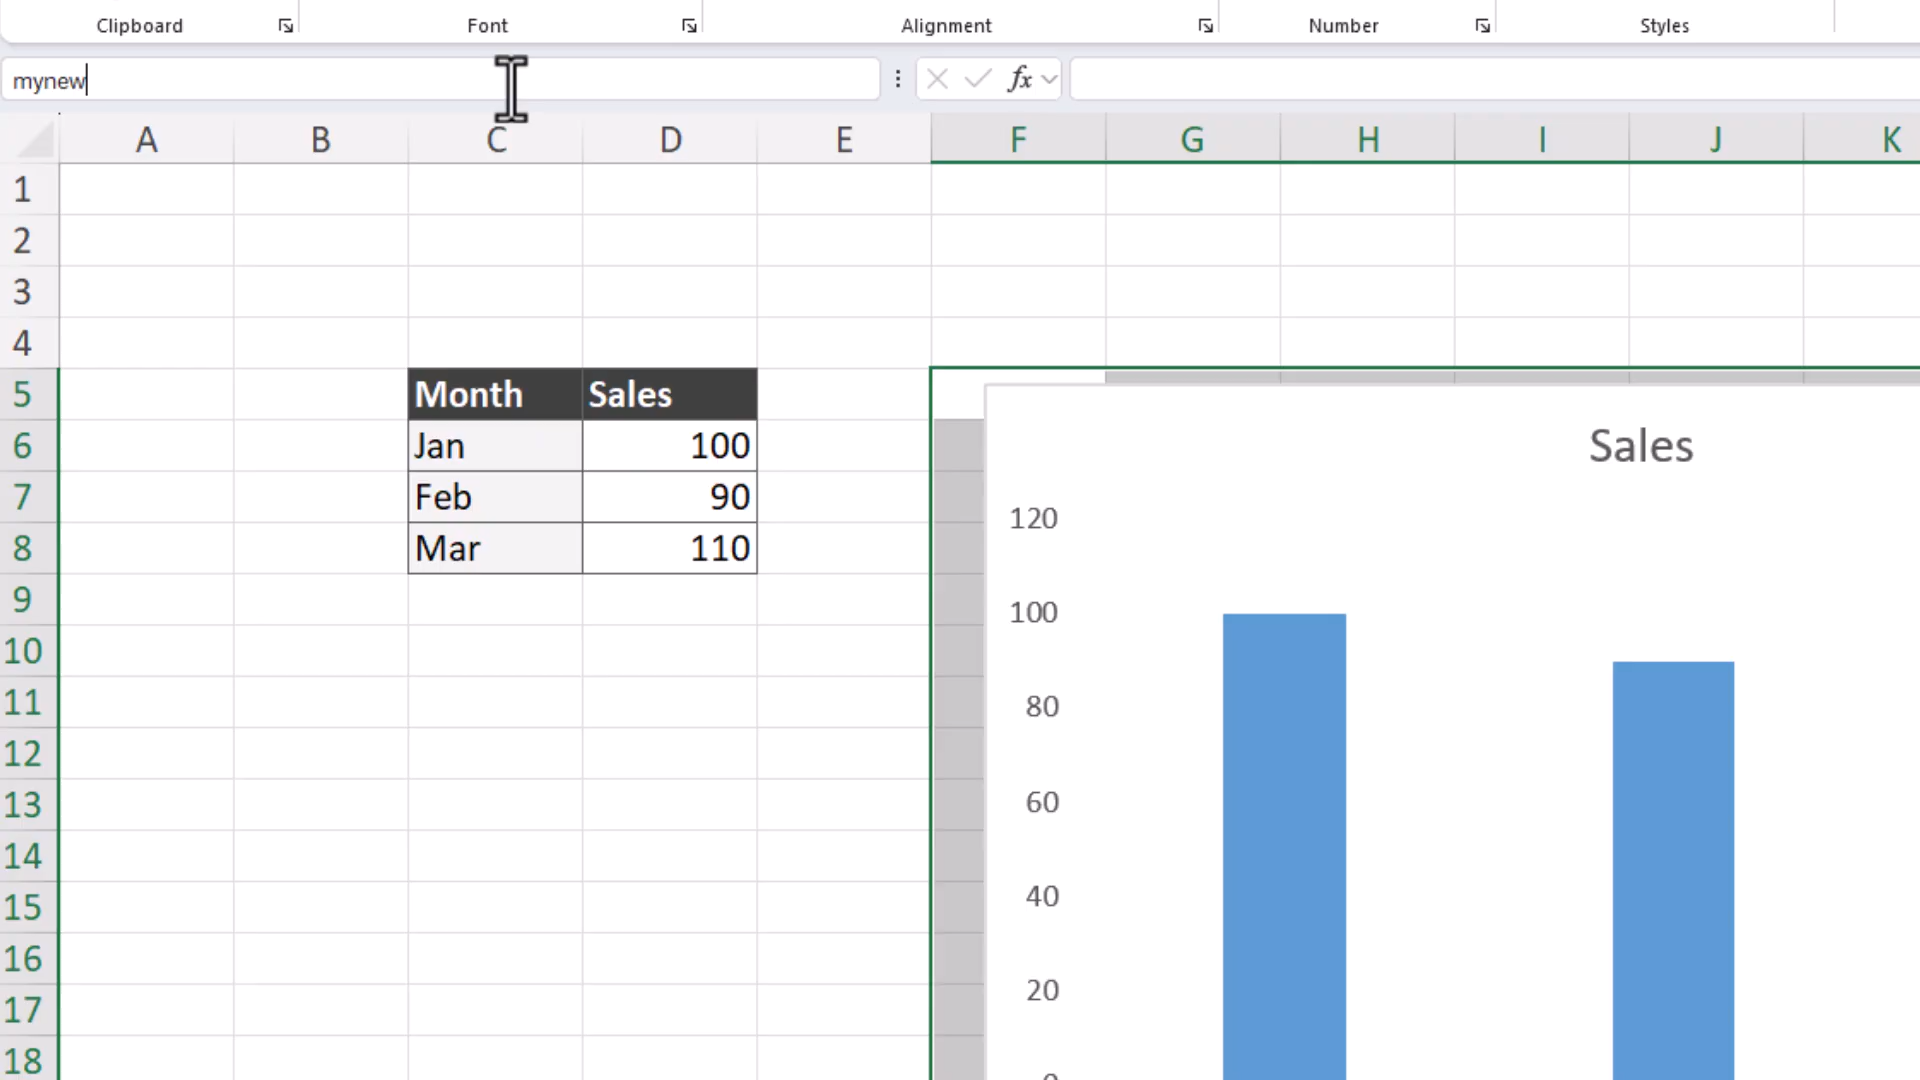 Clipboard Font Alignment Number Styles
mynew fx
A B C D E F G H I J K
1
2
3
4
5 Month Sales
6 Jan 100
7 Feb 90
8 Mar 110
9
10
11
12
13
14
15
16
17
18
Sales
120
100
80
60
40
20